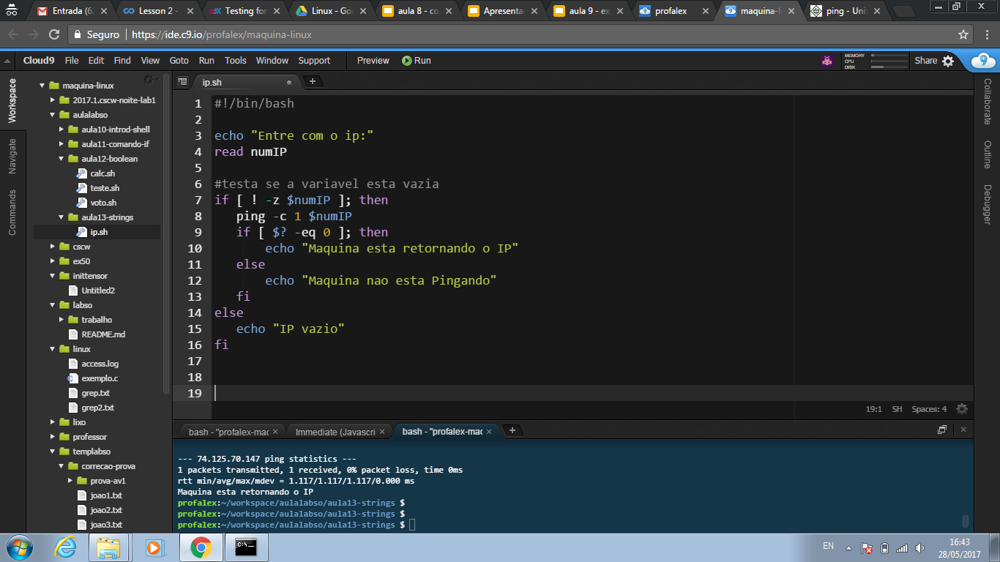 Entrada (62
Lesson 2 -
Testing for
Linux - Goo
aula 8 - co
Apresentaç
aula 9 - ex
profalex
maquina-li
ping - Unix
Seguro | https://ide.c9.io/profalex/maquina-linux
Cloud9 File Edit Find View Goto Run Tools Window Support Preview Run
MEMORY
CPU
DISK
Share
Workspace
Navigate
Commands
maquina-linux
2017.1.cscw-noite-lab1
aulalabso
aula10-introd-shell
aula11-comando-if
aula12-boolean
calc.sh
teste.sh
voto.sh
aula13-strings
ip.sh
cscw
ex50
inittensor
Untitled2
labso
trabalho
README.md
linux
access.log
exemplo.c
grep.txt
grep2.txt
lixo
professor
templabso
correcao-prova
prova-av1
joao1.txt
joao2.txt
joao3.txt
ip.sh
1 #!/bin/bash
2
3 echo "Entre com o ip:"
4 read numIP
5
6 #testa se a variavel esta vazia
7 if [ ! -z $numIP ]; then
8 ping -c 1 $numIP
9 if [ $? -eq 0 ]; then
10 echo "Maquina esta retornando o IP"
11 else
12 echo "Maquina nao esta Pingando"
13 fi
14 else
15 echo "IP vazio"
16 fi
17
18
19
19:1 SH Spaces: 4
Collaborate
Outline
Debugger
bash - "profalex-mac
Immediate (Javascri
bash - "profalex-mac
--- 74.125.70.147 ping statistics ---
1 packets transmitted, 1 received, 0% packet loss, time 0ms
rtt min/avg/max/mdev = 1.117/1.117/1.117/0.000 ms
Maquina esta retornando o IP
profalex:~/workspace/aulalabso/aula13-strings $
profalex:~/workspace/aulalabso/aula13-strings $
profalex:~/workspace/aulalabso/aula13-strings $
C:\
EN
16:43
28/05/2017